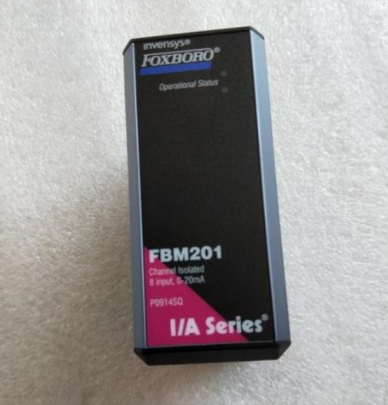 invensys®
FOXBORO®
Operational Status
FBM201
Channel Isolated
8 input, 0-20mA
P0914SQ
I/A Series®